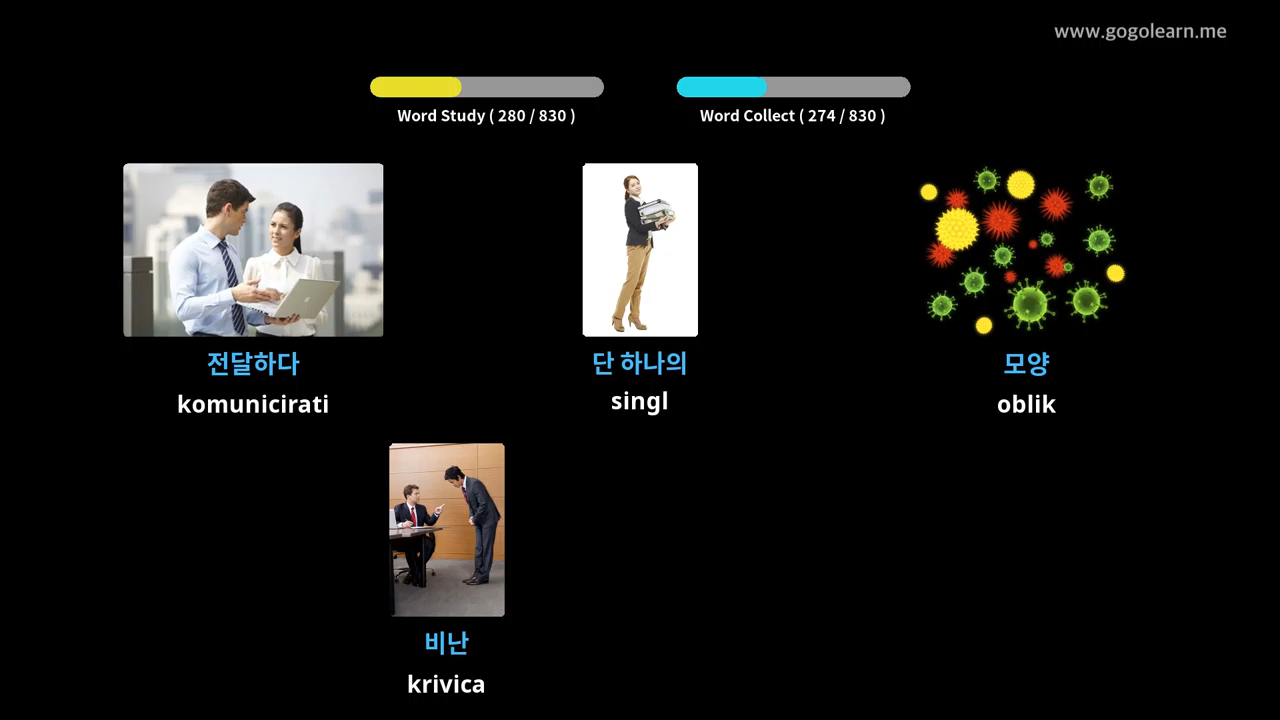 www.gogolearn.me
Word Study ( 280 / 830 )
Word Collect ( 274 / 830 )
전달하다
komunicirati
단 하나의
singl
모양
oblik
비난
krivica